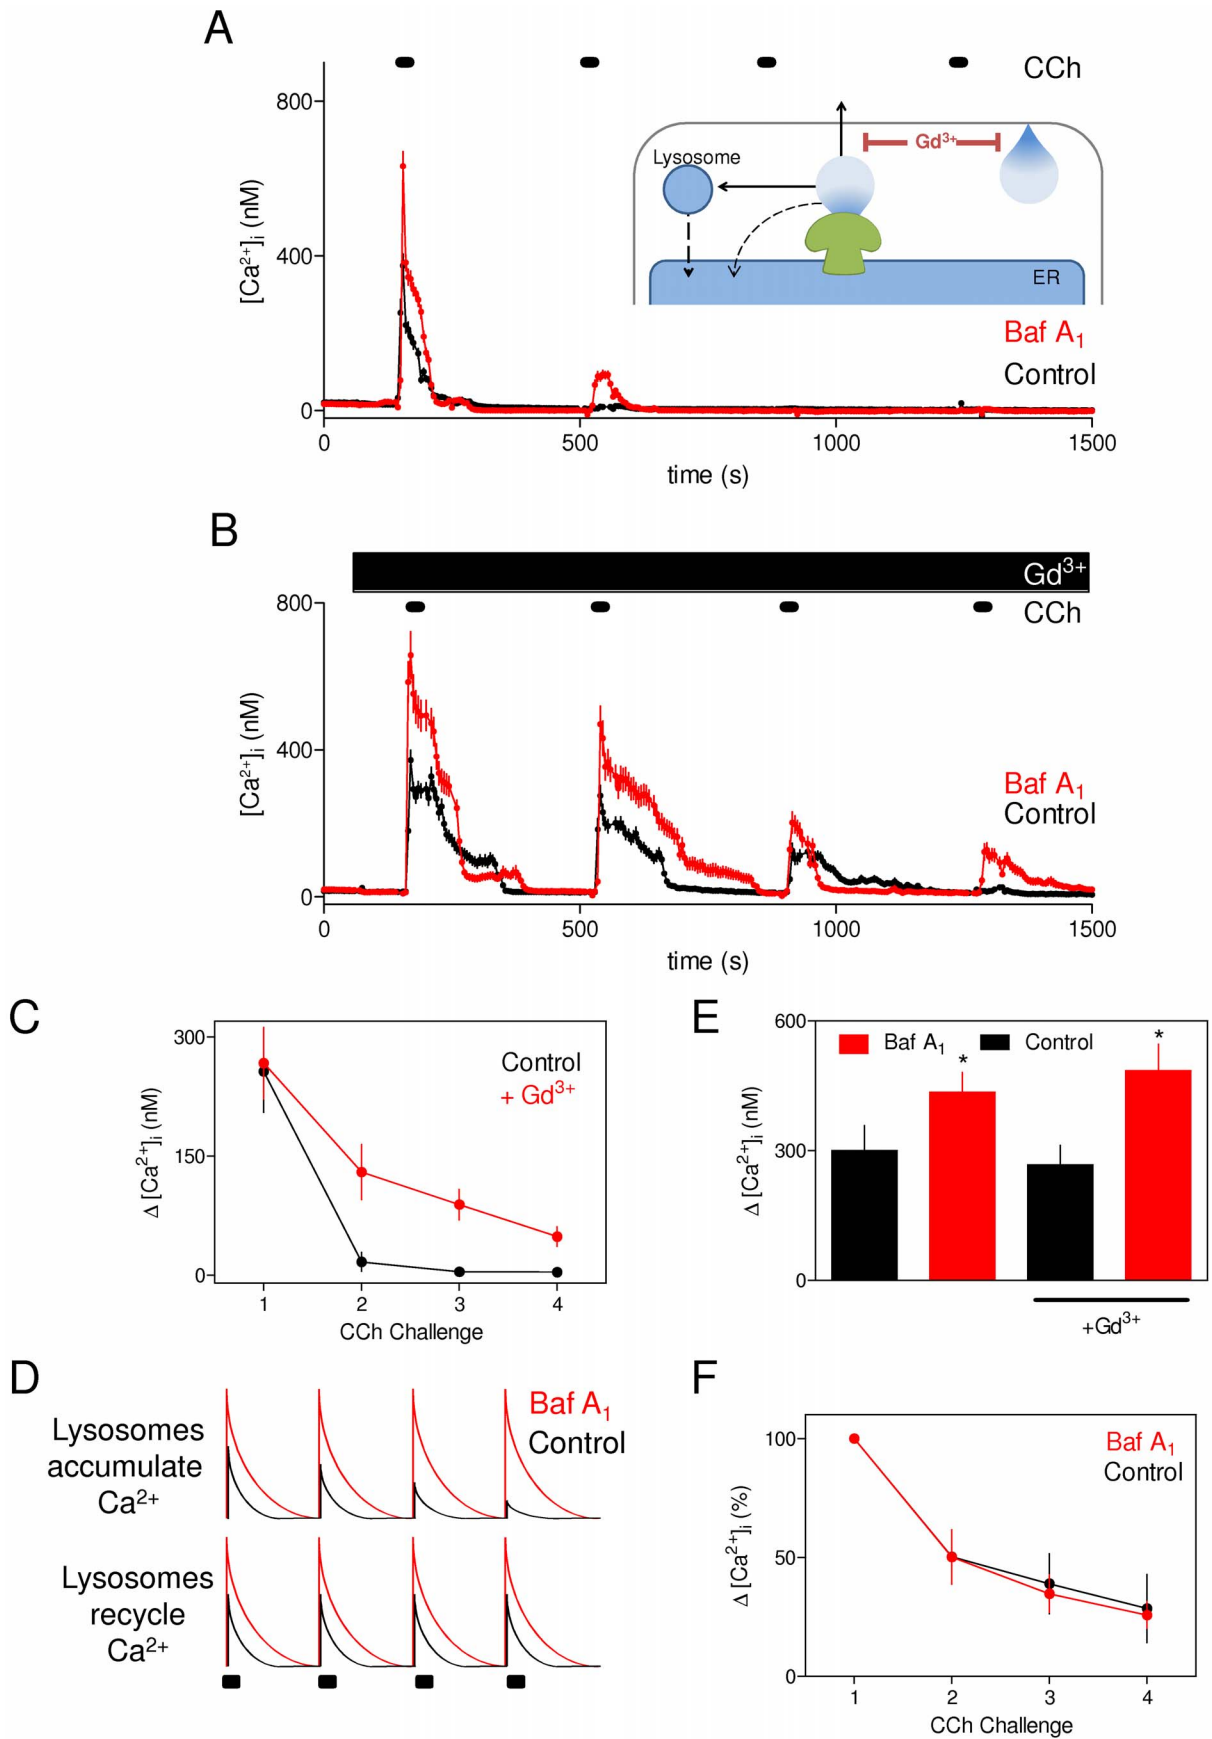 A
CCh
800
400
0
[Ca²⁺]ᵢ (nM)
Gd³⁺
Lysosome
ER
Baf A₁
Control
0 500 1000 1500
time (s)
B
Gd³⁺
CCh
800
400
0
[Ca²⁺]ᵢ (nM)
Baf A₁
Control
0 500 1000 1500
time (s)
C
300
150
0
Δ [Ca²⁺]ᵢ (nM)
Control
+ Gd³⁺
1 2 3 4
CCh Challenge
E
600
300
0
Δ [Ca²⁺]ᵢ (nM)
Baf A₁ Control
* *
+Gd³⁺
D
Baf A₁
Control
Lysosomes
accumulate
Ca²⁺
Lysosomes
recycle
Ca²⁺
F
100
50
0
Δ [Ca²⁺]ᵢ (%)
Baf A₁
Control
1 2 3 4
CCh Challenge